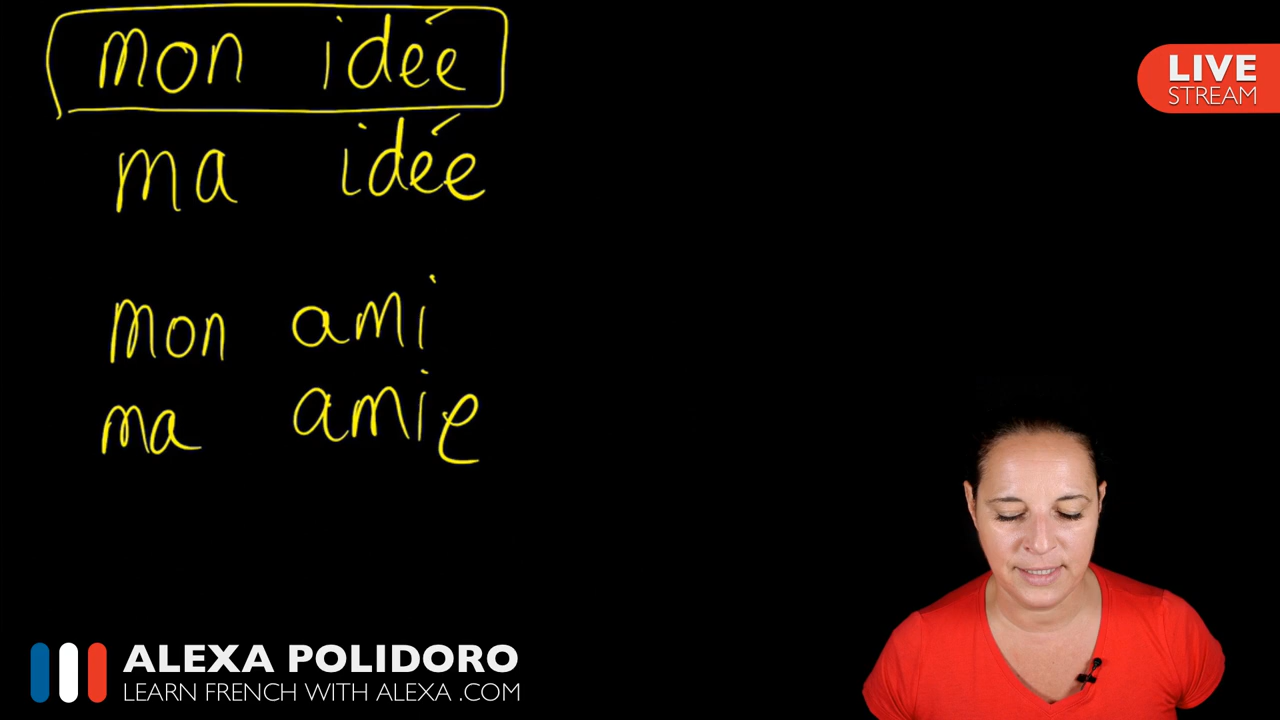 mon idée
LIVE
STREAM
ma idée
mon ami
ma amie
ALEXA POLIDORO
LEARN FRENCH WITH ALEXA .COM